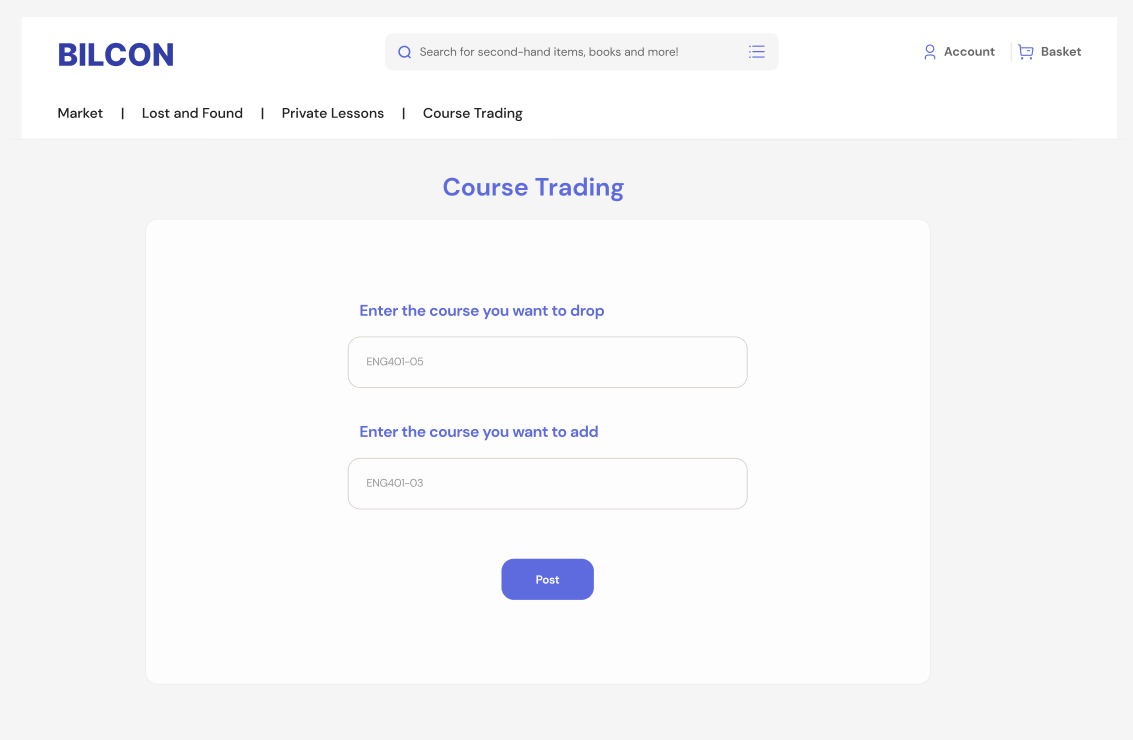 BILCON
Search for second-hand items, books and more!
Account
Basket
Market | Lost and Found | Private Lessons | Course Trading
Course Trading
Enter the course you want to drop
ENG401-05
Enter the course you want to add
ENG401-03
Post